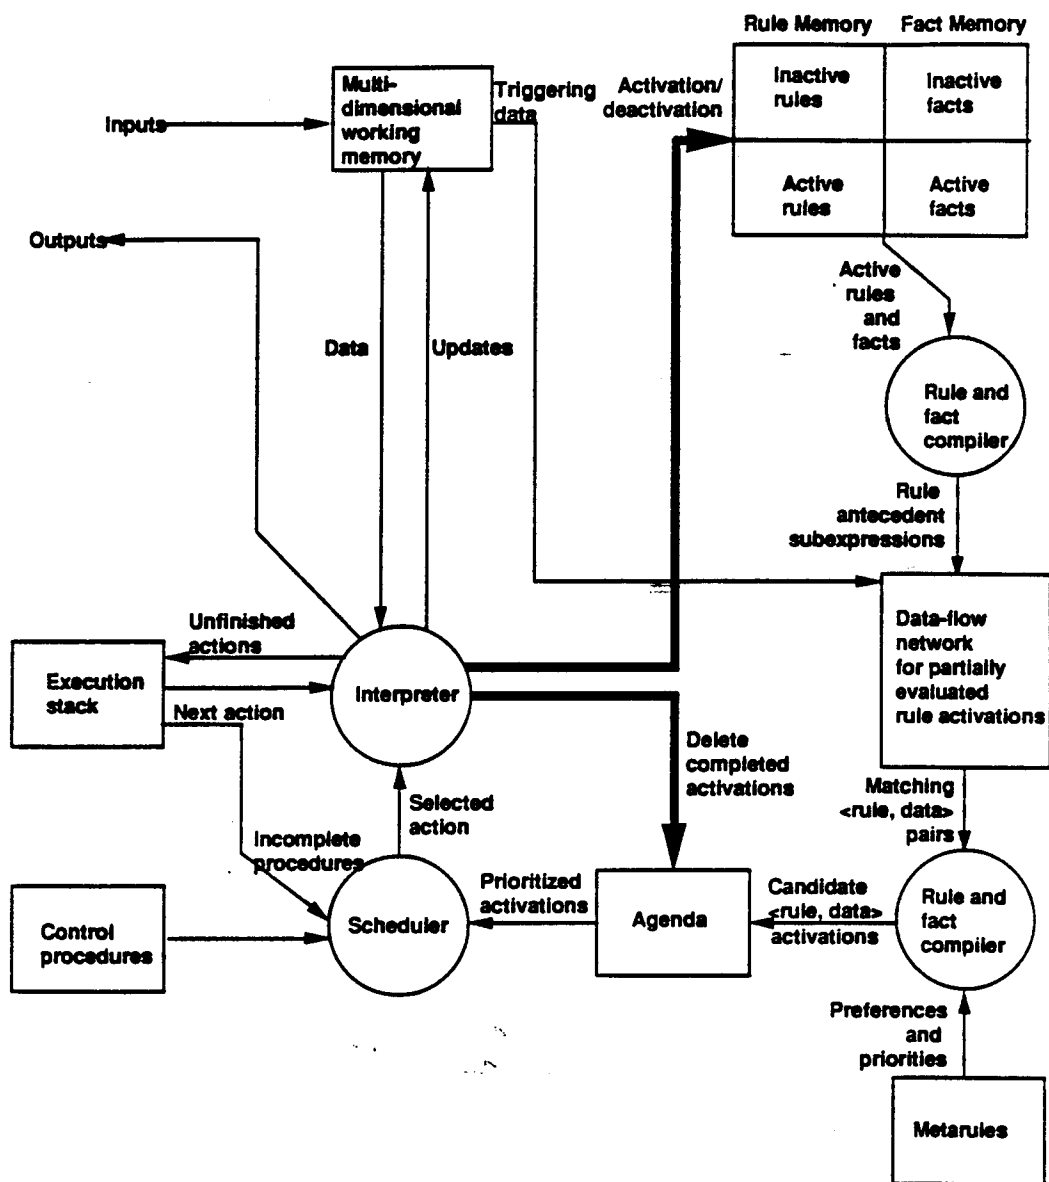 Rule Memory
Fact Memory
Inactive
rules
Inactive
facts
Active
rules
Active
facts
Activation/
deactivation
Multi-
dimensional
working
memory
Triggering
data
Inputs
Outputs
Data
Updates
Active
rules
and
facts
Rule and
fact
compiler
Rule
antecedent
subexpressions
Data-flow
network
for partially
evaluated
rule activations
Unfinished
actions
Execution
stack
Next action
Interpreter
Delete
completed
activations
Selected
action
Matching
<rule, data>
pairs
Incomplete
procedures
Scheduler
Prioritized
activations
Agenda
Candidate
<rule, data>
activations
Rule and
fact
compiler
Control
procedures
Preferences
and
priorities
Metarules